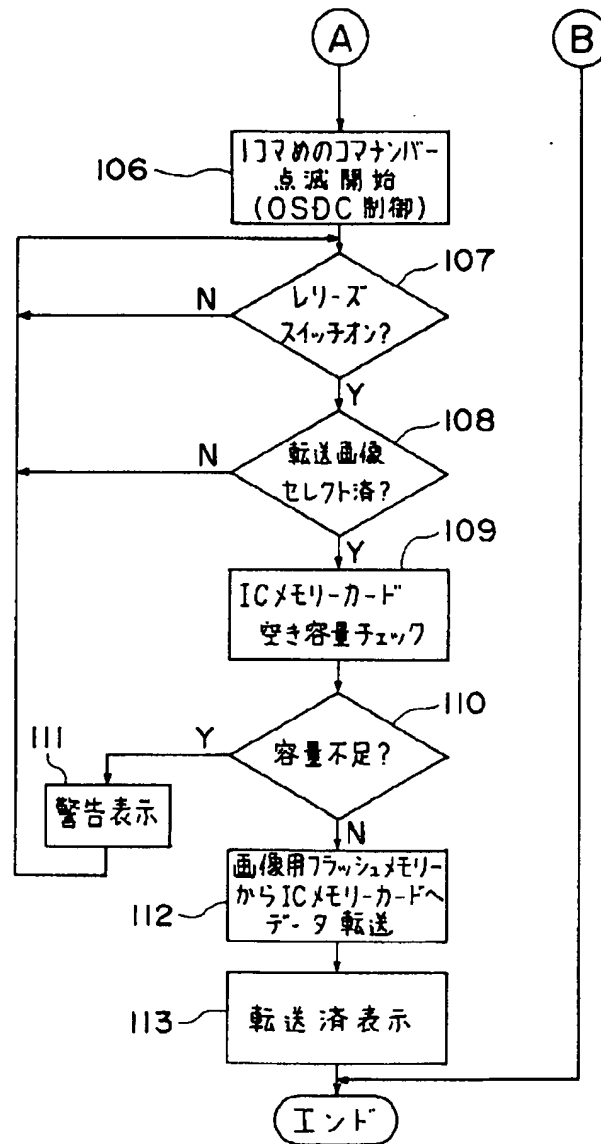 A
B
1コマめのコマナンバー
点滅開始
(OSDC制御)
106
107
N
レリーズ
スイッチオン?
Y
108
N
転送画像
セレクト済?
Y
109
ICメモリーカード
空き容量チェック
110
111
Y
容量不足?
警告表示
N
画像用フラッシュメモリー
からICメモリーカードへ
データ転送
112
113
転送済表示
エンド